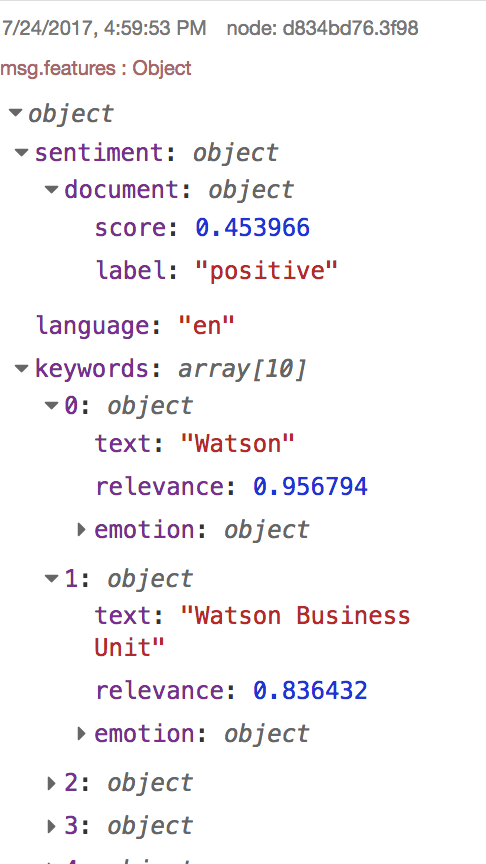 7/24/2017, 4:59:53 PM node: d834bd76.3f98
msg.features : Object
object
sentiment: object
document: object
score: 0.453966
label: "positive"
language: "en"
keywords: array[10]
0: object
text: "Watson"
relevance: 0.956794
emotion: object
1: object
text: "Watson Business
Unit"
relevance: 0.836432
emotion: object
2: object
3: object